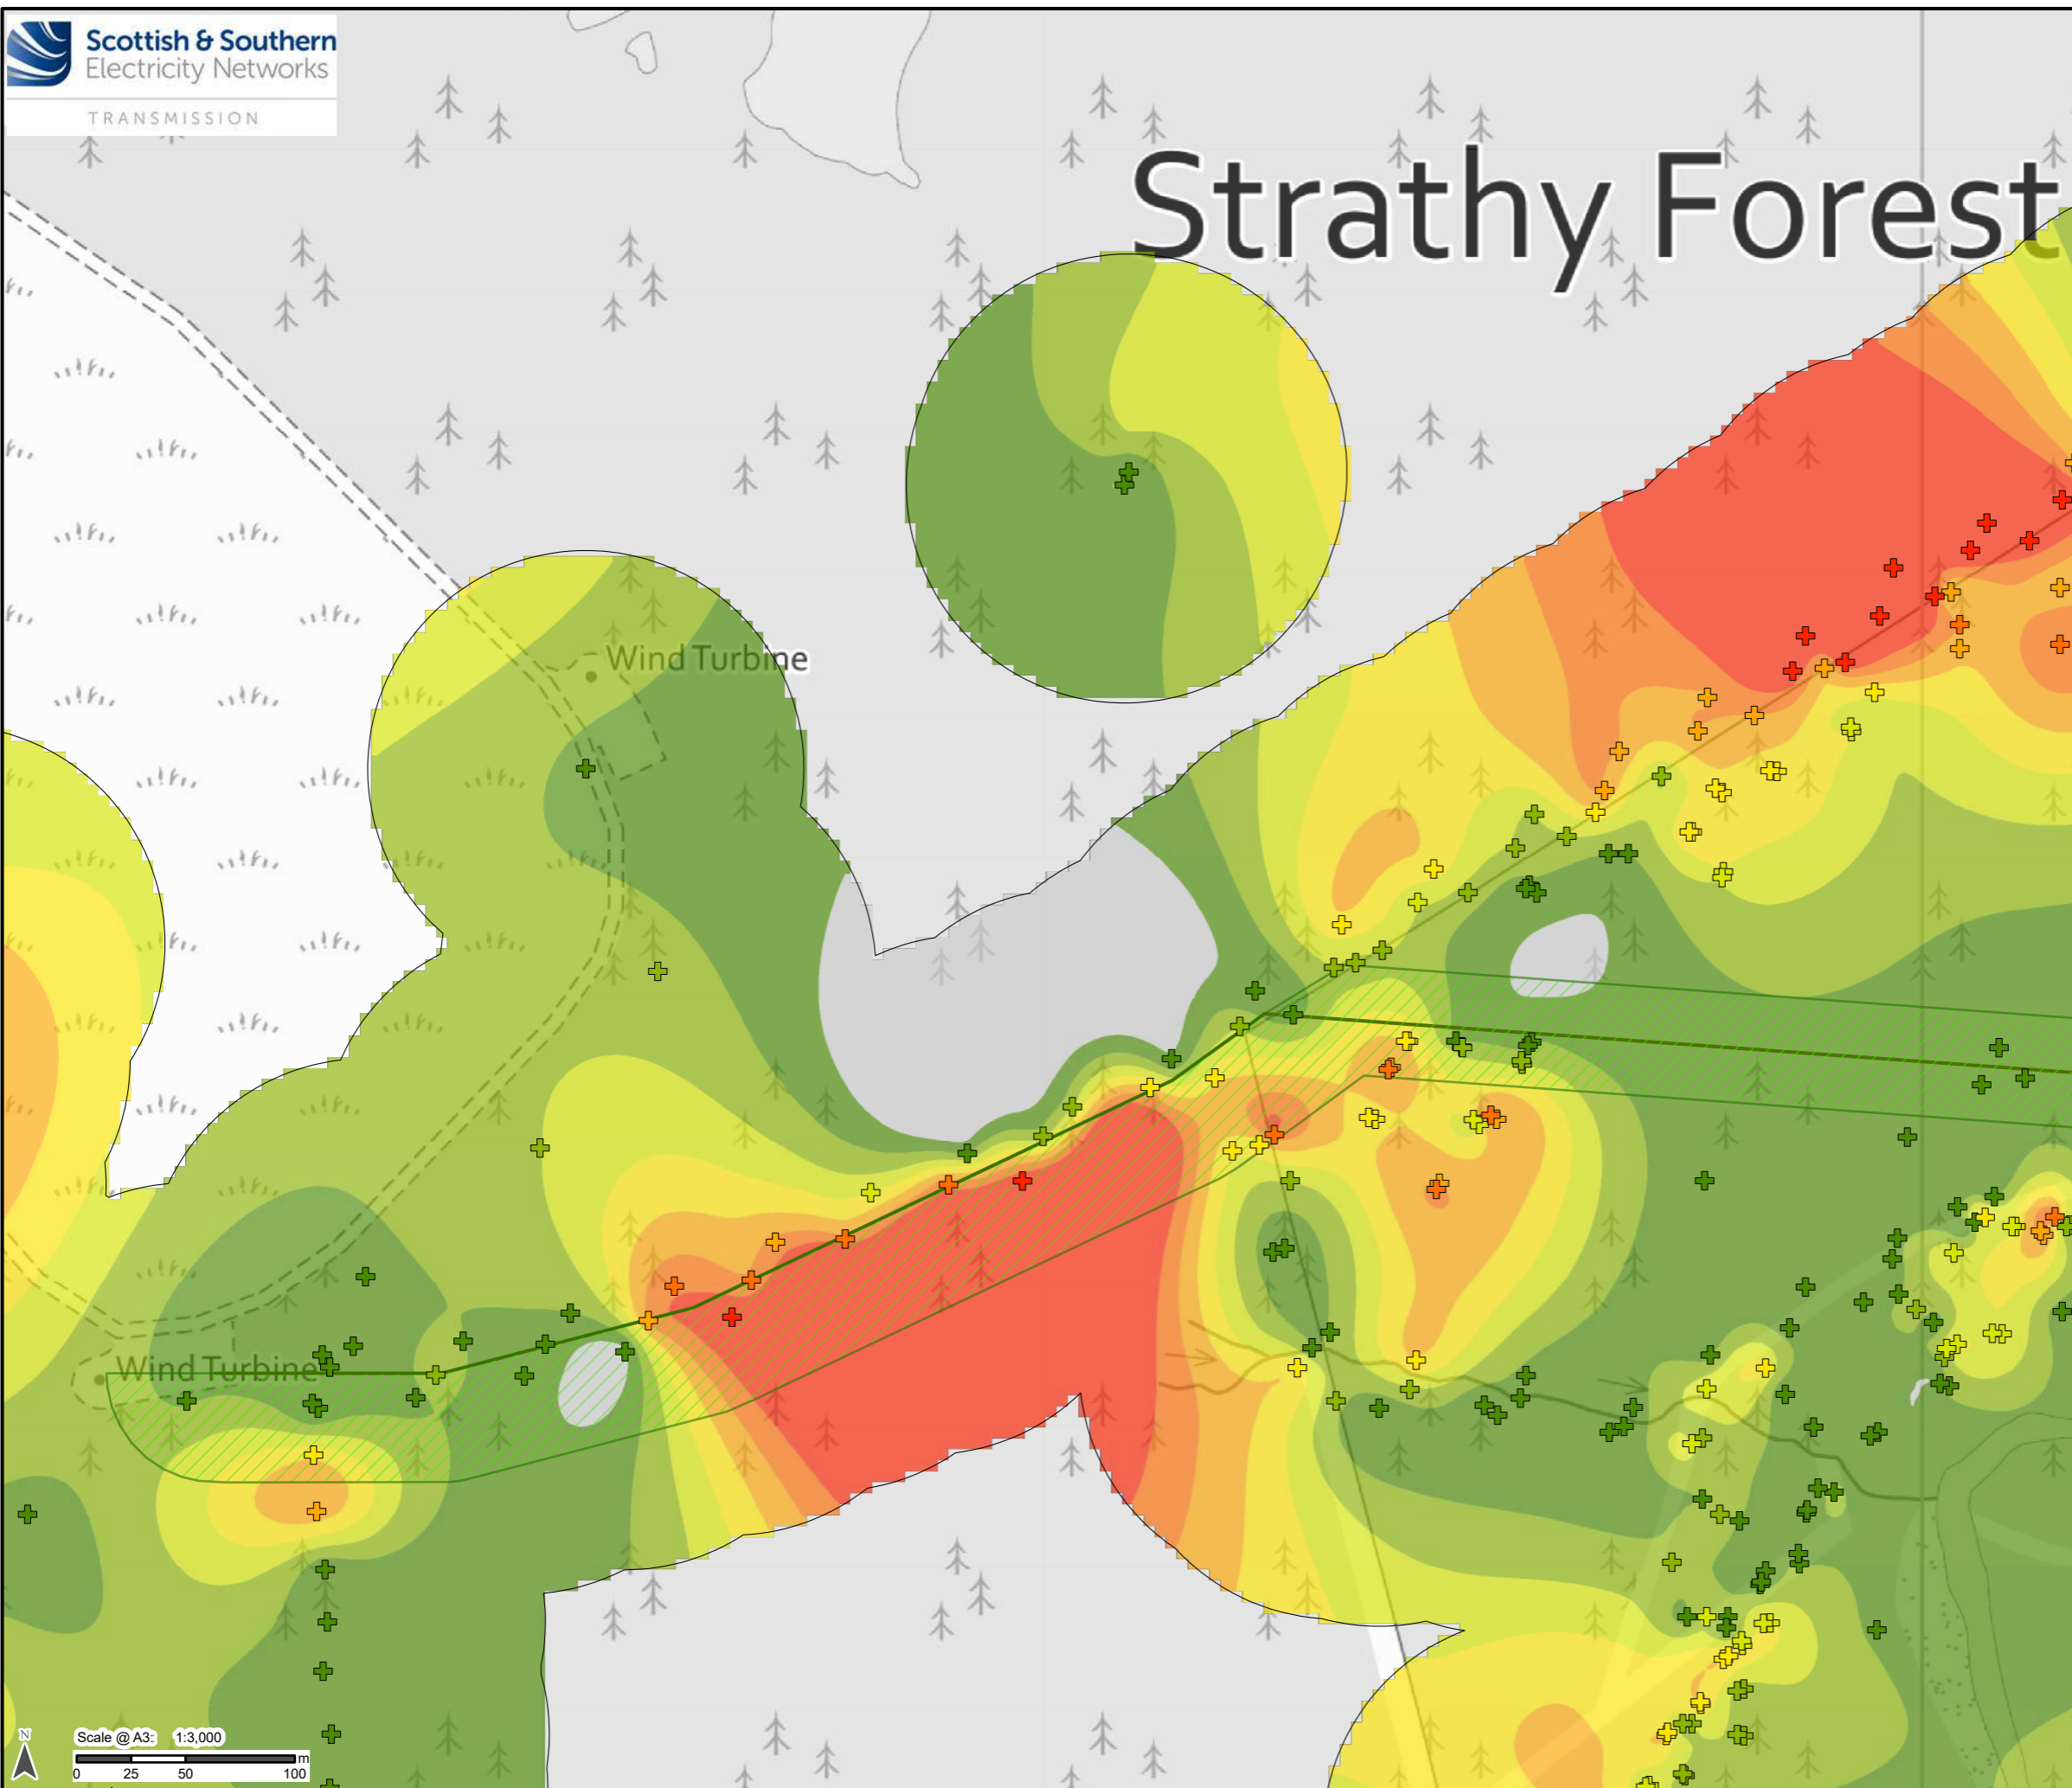 Scottish & Southern
Electricity Networks
TRANSMISSION
Strathy Forest
Wind Turbine
Wind Turbine
N
Scale @ A3: 1:3,000
m
0 25 50 100